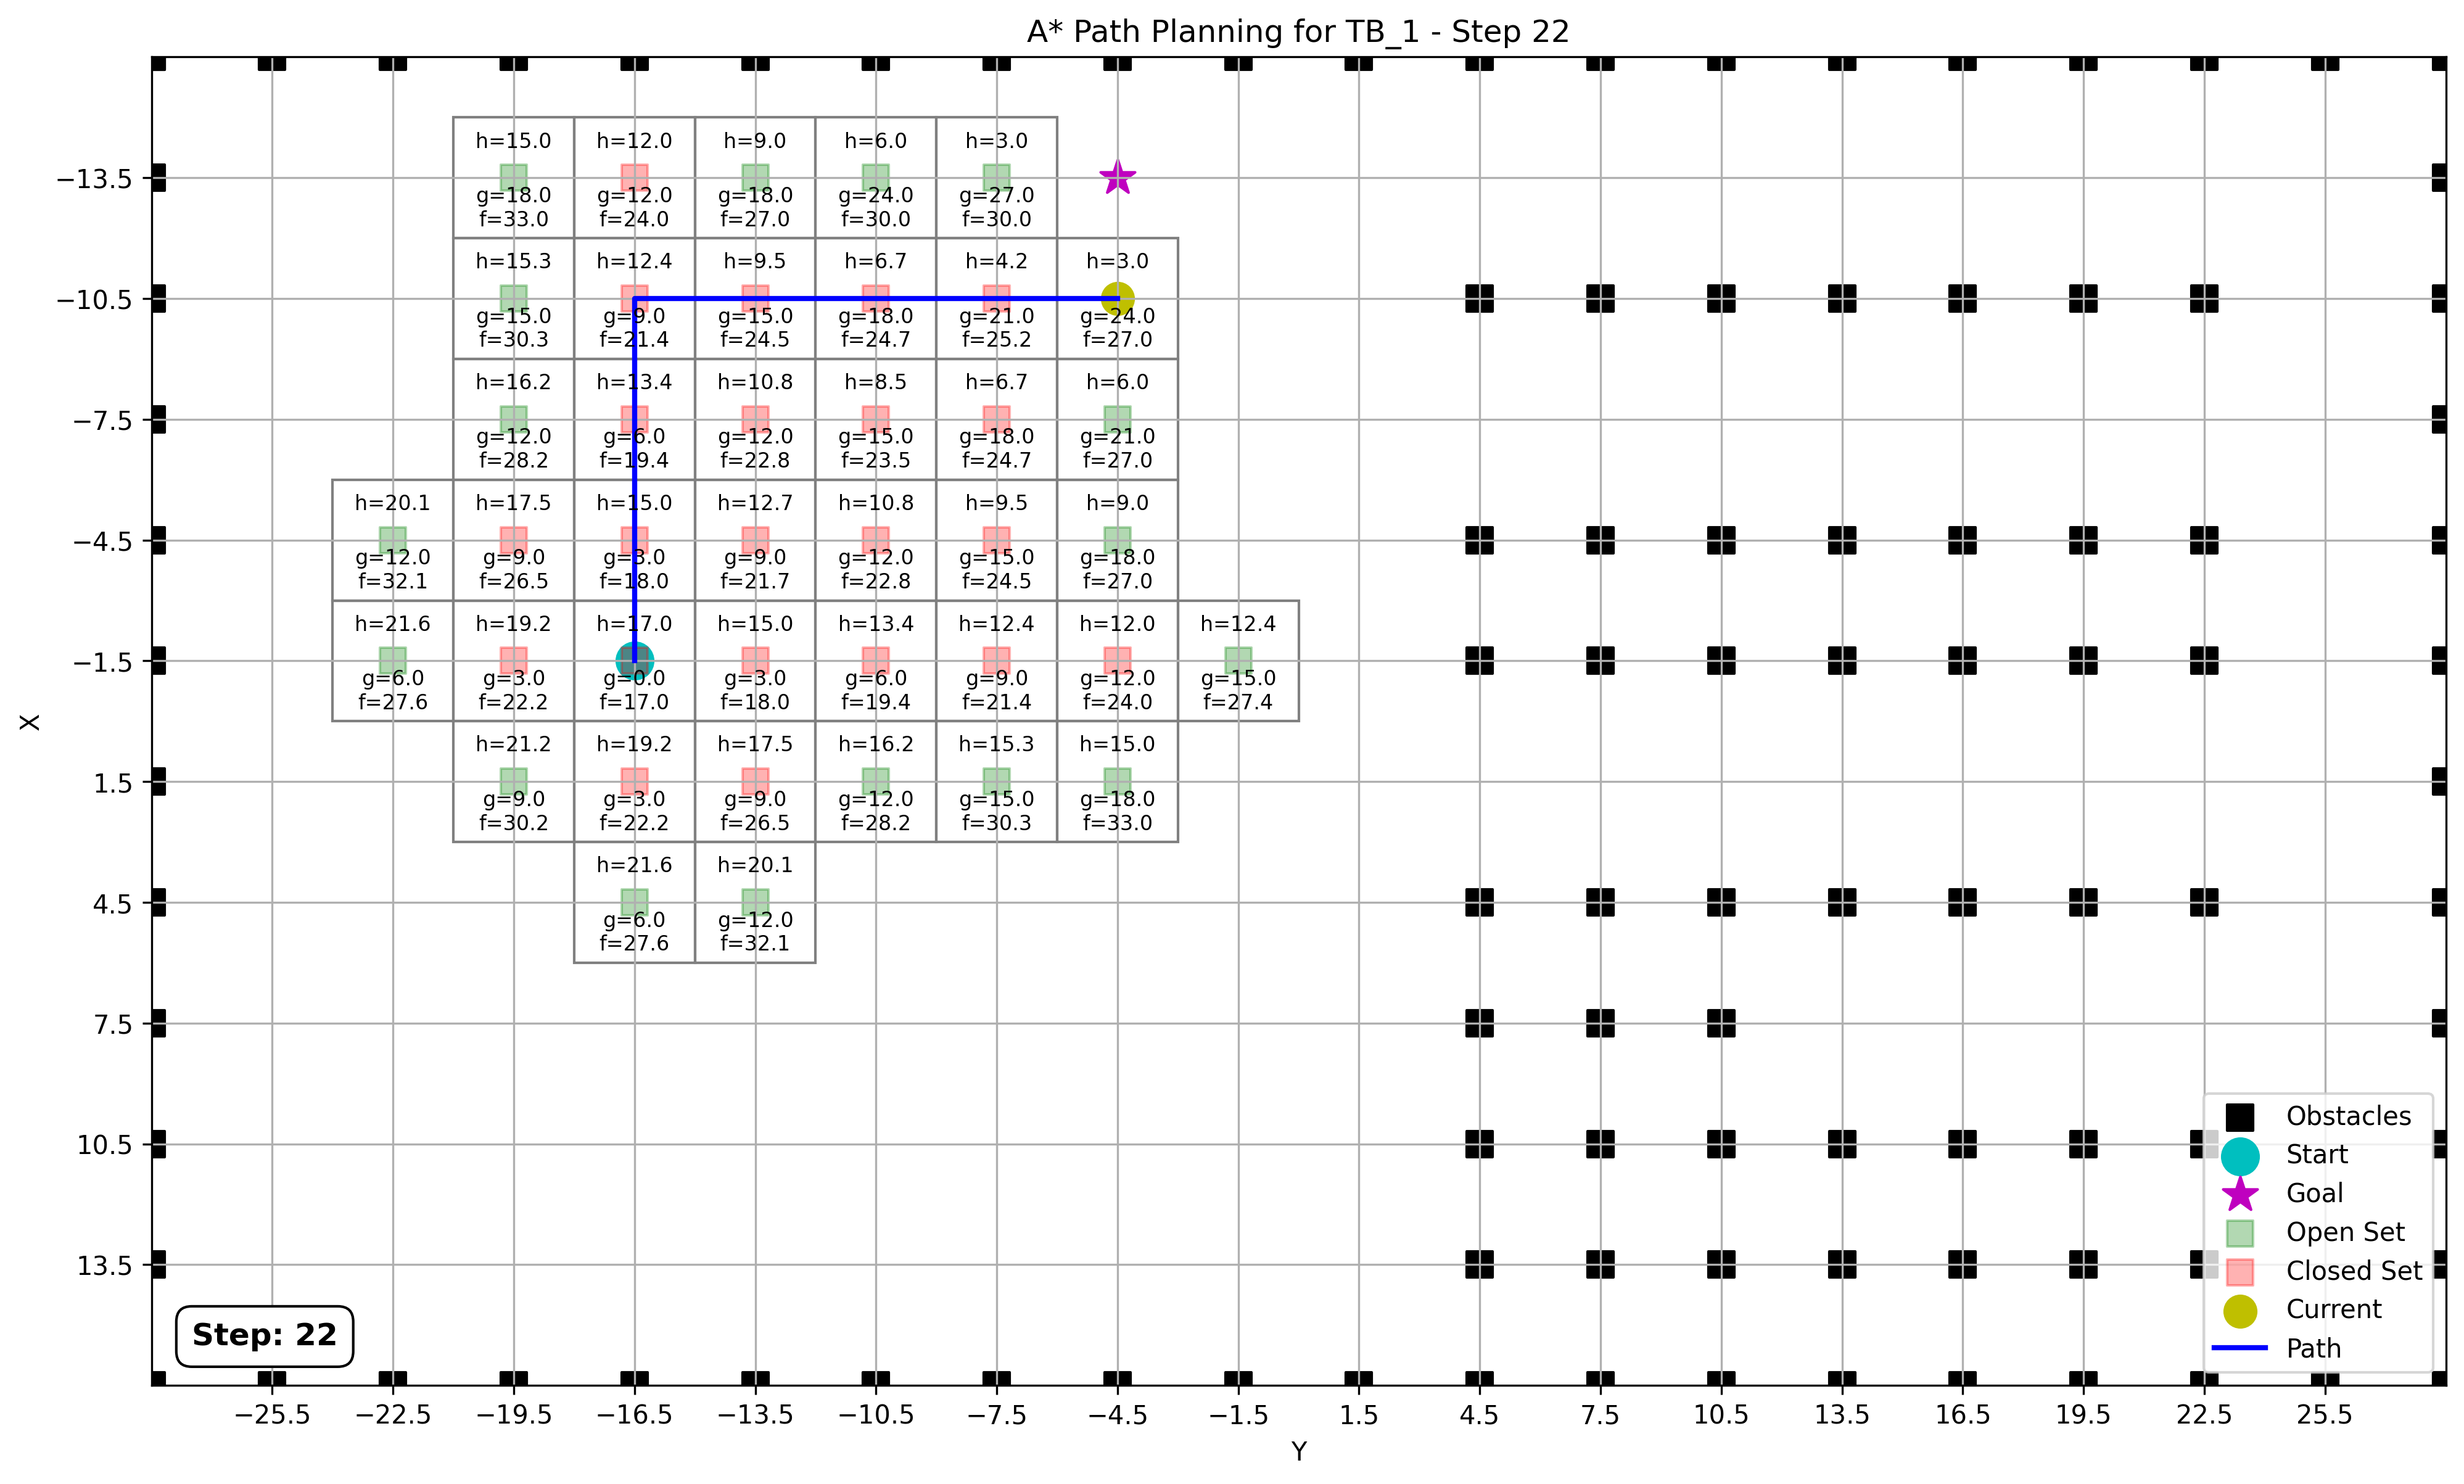 A* Path Planning for TB_1 - Step 22
h=15.0 h=12.0 h=9.0 h=6.0 h=3.0
−13.5
g=18.0 g=12.0 g=18.0 g=24.0 g=27.0
f=33.0 f=24.0 f=27.0 f=30.0 f=30.0
h=15.3 h=12.4 h=9.5 h=6.7 h=4.2 h=3.0
−10.5
g=15.0 g=9.0 g=15.0 g=18.0 g=21.0 g=24.0
f=30.3 f=21.4 f=24.5 f=24.7 f=25.2 f=27.0
h=16.2 h=13.4 h=10.8 h=8.5 h=6.7 h=6.0
−7.5
g=12.0 g=6.0 g=12.0 g=15.0 g=18.0 g=21.0
f=28.2 f=19.4 f=22.8 f=23.5 f=24.7 f=27.0
h=20.1 h=17.5 h=15.0 h=12.7 h=10.8 h=9.5 h=9.0
−4.5
g=12.0 g=9.0 g=3.0 g=9.0 g=12.0 g=15.0 g=18.0
f=32.1 f=26.5 f=18.0 f=21.7 f=22.8 f=24.5 f=27.0
h=21.6 h=19.2 h=17.0 h=15.0 h=13.4 h=12.4 h=12.0 h=12.4
−1.5
g=6.0 g=3.0 g=0.0 g=3.0 g=6.0 g=9.0 g=12.0 g=15.0
f=27.6 f=22.2 f=17.0 f=18.0 f=19.4 f=21.4 f=24.0 f=27.4
X
h=21.2 h=19.2 h=17.5 h=16.2 h=15.3 h=15.0
1.5
g=9.0 g=3.0 g=9.0 g=12.0 g=15.0 g=18.0
f=30.2 f=22.2 f=26.5 f=28.2 f=30.3 f=33.0
h=21.6 h=20.1
4.5
g=6.0 g=12.0
f=27.6 f=32.1
7.5
10.5
13.5
Obstacles
Start
Goal
Open Set
Closed Set
Current
Path
Step: 22
−25.5 −22.5 −19.5 −16.5 −13.5 −10.5 −7.5 −4.5 −1.5 1.5 4.5 7.5 10.5 13.5 16.5 19.5 22.5 25.5
Y